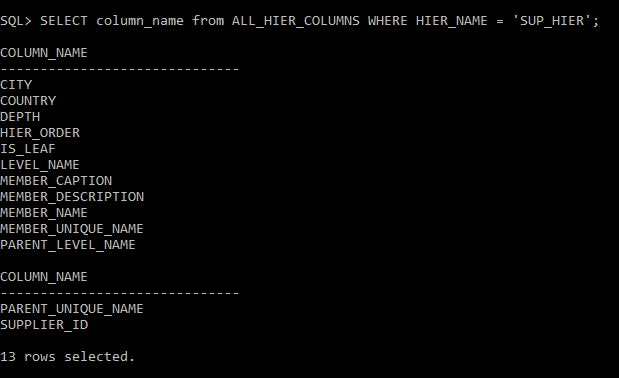 SQL> SELECT column_name from ALL_HIER_COLUMNS WHERE HIER_NAME = 'SUP_HIER';
COLUMN_NAME
------------------------------
CITY
COUNTRY
DEPTH
HIER_ORDER
IS_LEAF
LEVEL_NAME
MEMBER_CAPTION
MEMBER_DESCRIPTION
MEMBER_NAME
MEMBER_UNIQUE_NAME
PARENT_LEVEL_NAME
COLUMN_NAME
------------------------------
PARENT_UNIQUE_NAME
SUPPLIER_ID
13 rows selected.